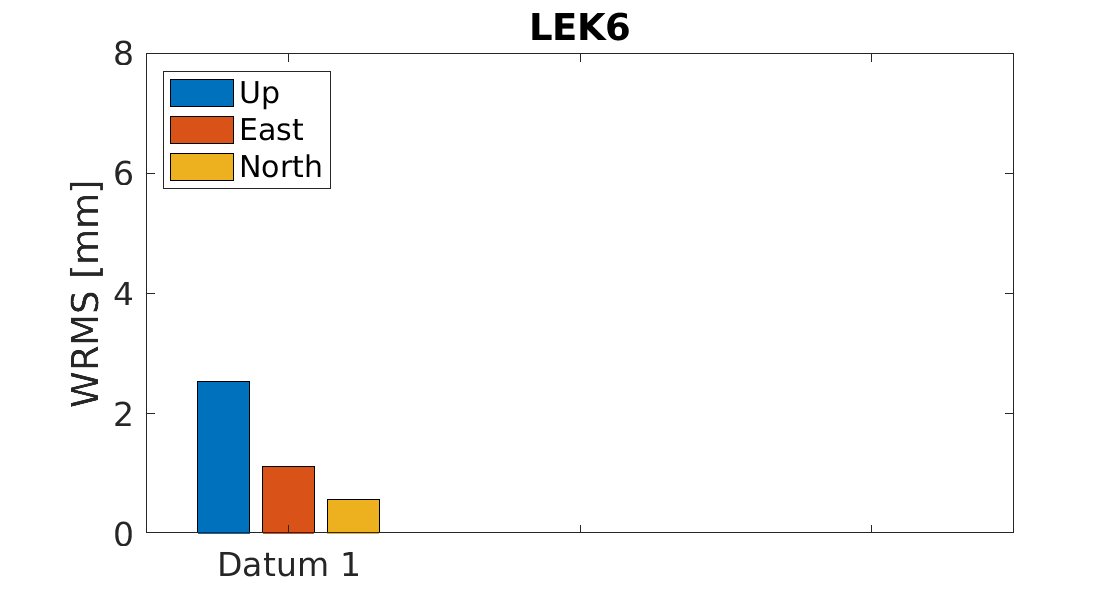 LEK6
8
Up
East
North
6
WRMS [mm]
4
2
0
Datum 1